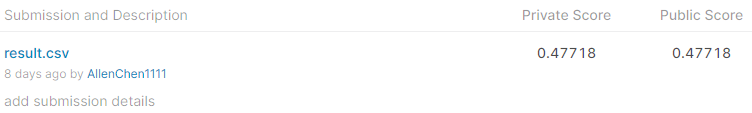 Submission and Description Private Score Public Score
result.csv 0.47718 0.47718
8 days ago by AllenChen1111
add submission details